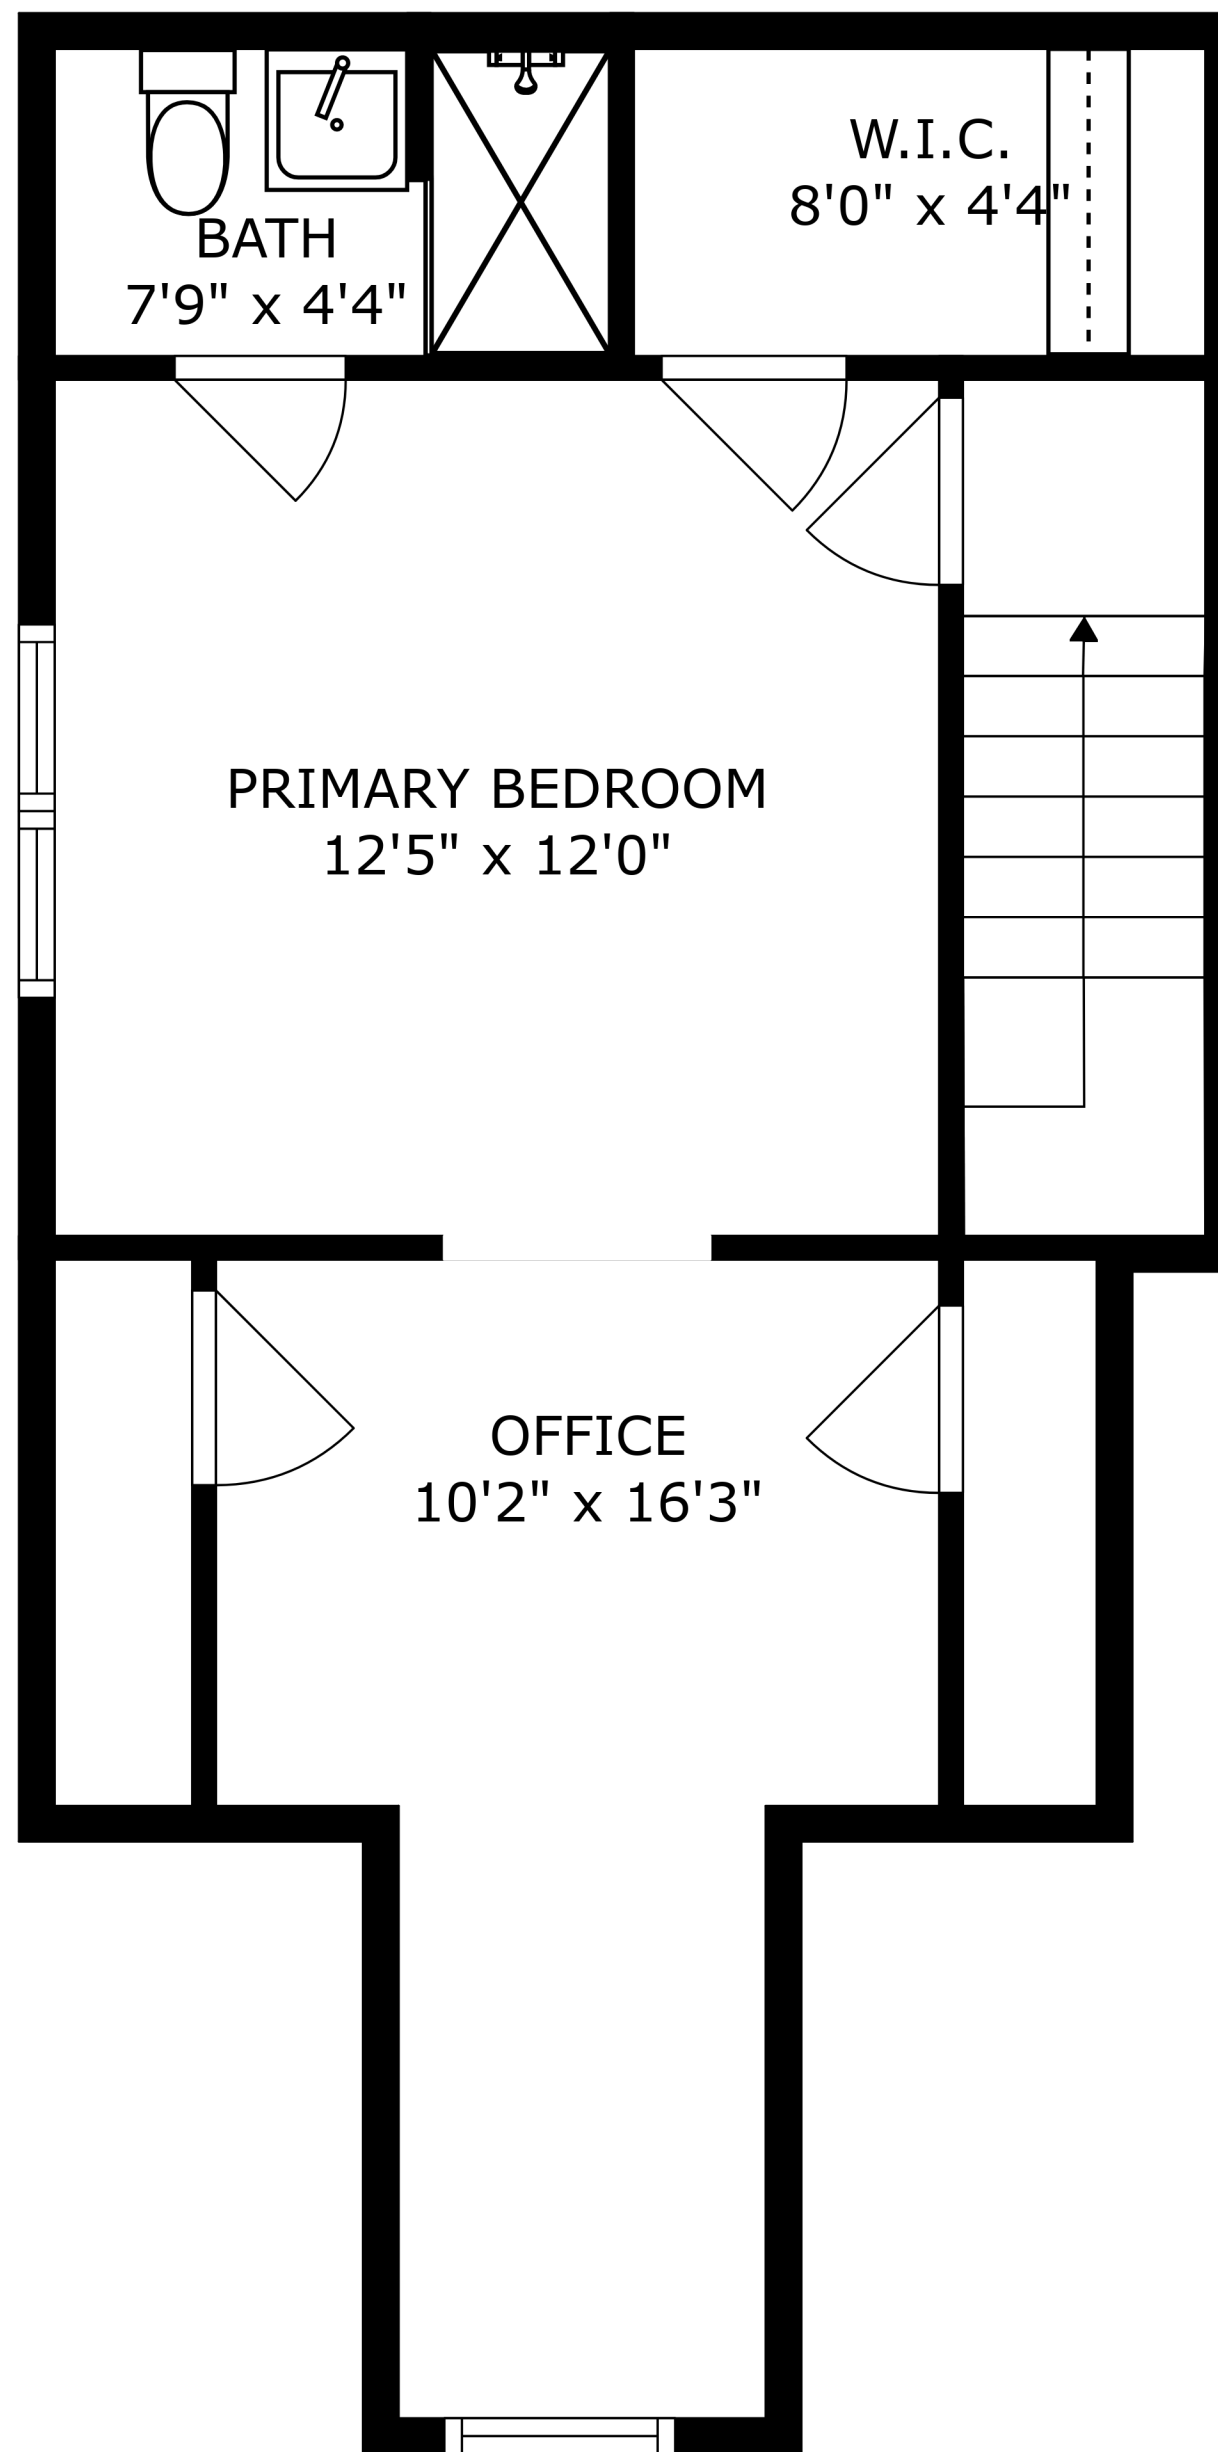 BATH
7'9" x 4'4"
W.I.C.
8'0" x 4'4"
PRIMARY BEDROOM
12'5" x 12'0"
OFFICE
10'2" x 16'3"